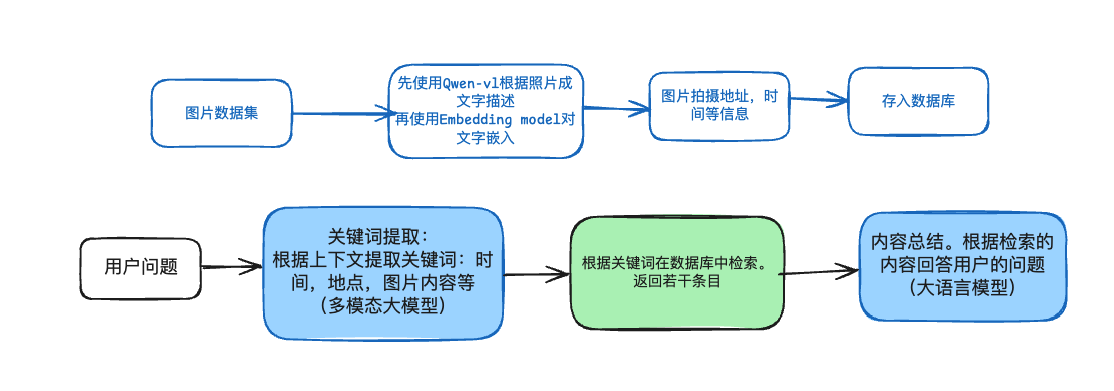 图片数据集
先使用Qwen-vl根据照片成
文字描述
再使用Embedding model对
文字嵌入
图片拍摄地址，时
间等信息
存入数据库
用户问题
关键词提取：
根据上下文提取关键词：时
间，地点，图片内容等
（多模态大模型）
根据关键词在数据库中检索。
返回若干条目
内容总结。根据检索的
内容回答用户的问题
（大语言模型）